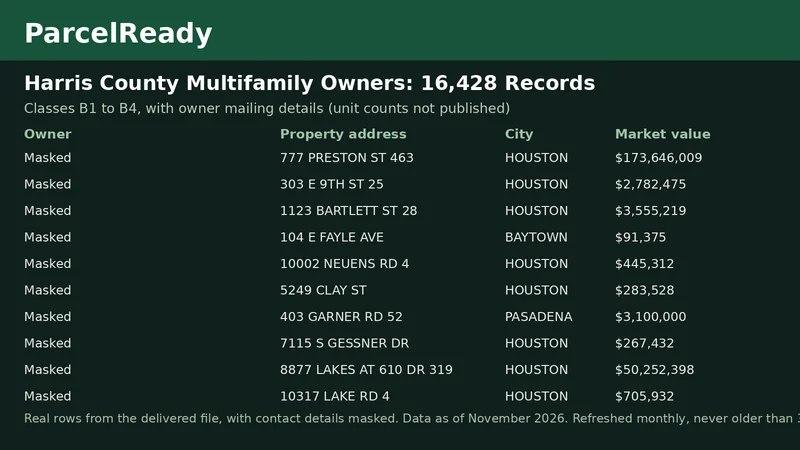 ParcelReady
Harris County Multifamily Owners: 16,428 Records
Classes B1 to B4, with owner mailing details (unit counts not published)
Owner Property address City Market value
Masked 777 PRESTON ST 463 HOUSTON $173,646,009
Masked 303 E 9TH ST 25 HOUSTON $2,782,475
Masked 1123 BARTLETT ST 28 HOUSTON $3,555,219
Masked 104 E FAYLE AVE BAYTOWN $91,375
Masked 10002 NEUENS RD 4 HOUSTON $445,312
Masked 5249 CLAY ST HOUSTON $283,528
Masked 403 GARNER RD 52 PASADENA $3,100,000
Masked 7115 S GESSNER DR HOUSTON $267,432
Masked 8877 LAKES AT 610 DR 319 HOUSTON $50,252,398
Masked 10317 LAKE RD 4 HOUSTON $705,932
Real rows from the delivered file, with contact details masked. Data as of November 2026. Refreshed monthly, never older than